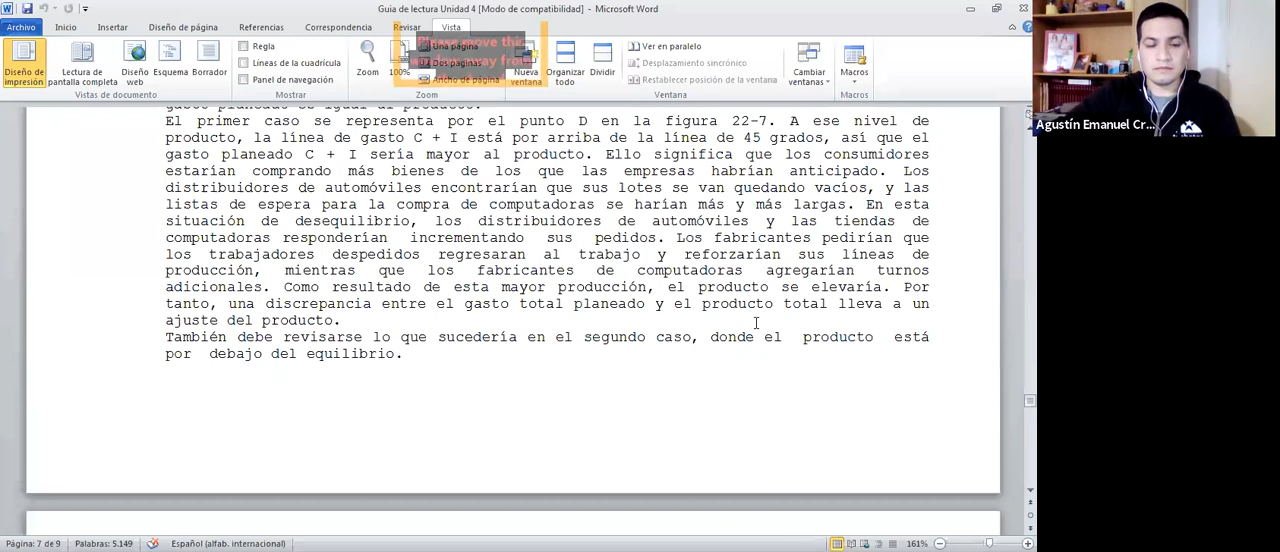 Guia de lectura Unidad 4 [Modo de compatibilidad] - Microsoft Word
Archivo Inicio Insertar Diseño de página Referencias Correspondencia Revisar Vista
Diseño de impresión
Lectura de pantalla completa
Diseño web
Esquema
Borrador
Vistas de documento
Regla
Líneas de la cuadrícula
Panel de navegación
Mostrar
Zoom
100%
Una página
Dos páginas
Ancho de página
Zoom
Please move this
away from
Nueva ventana
Organizar todo
Dividir
Ver en paralelo
Desplazamiento sincrónico
Restablecer posición de la ventana
Ventana
Cambiar ventanas
Macros
Macros
Agustín Emanuel Cr...
El primer caso se representa por el punto D en la figura 22-7. A ese nivel de
producto, la línea de gasto C + I está por arriba de la línea de 45 grados, así que el
gasto planeado C + I sería mayor al producto. Ello significa que los consumidores
estarían comprando más bienes de los que las empresas habrían anticipado. Los
distribuidores de automóviles encontrarían que sus lotes se van quedando vacíos, y las
listas de espera para la compra de computadoras se harían más y más largas. En esta
situación de desequilibrio, los distribuidores de automóviles y las tiendas de
computadoras responderían incrementando sus pedidos. Los fabricantes pedirían que
los trabajadores despedidos regresaran al trabajo y reforzarían sus líneas de
producción, mientras que los fabricantes de computadoras agregarían turnos
adicionales. Como resultado de esta mayor producción, el producto se elevaría. Por
tanto, una discrepancia entre el gasto total planeado y el producto total lleva a un
ajuste del producto.
También debe revisarse lo que sucedería en el segundo caso, donde el producto está
por debajo del equilibrio.
Página: 7 de 9 Palabras: 5.149 Español (alfab. internacional) 161%